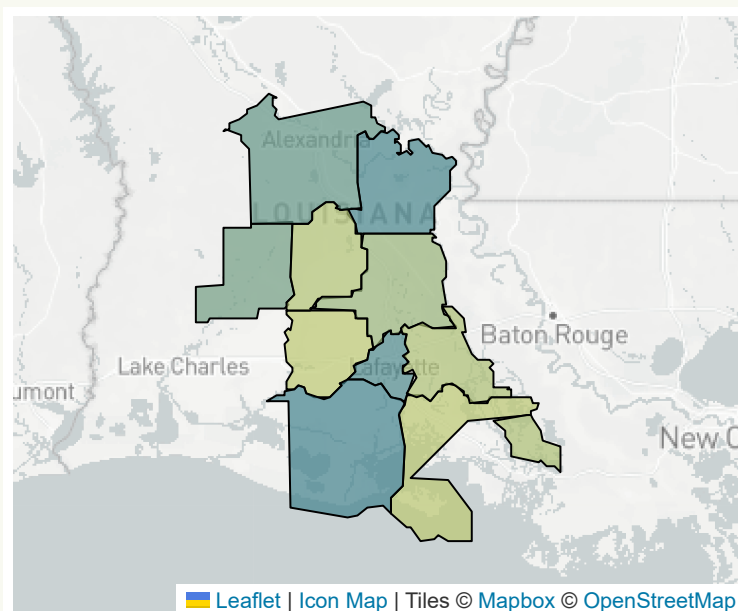 Alexandria
LOUISIANA
Baton Rouge
Lake Charles
Lafayette
umont
New O
Leaflet | Icon Map | Tiles © Mapbox © OpenStreetMap